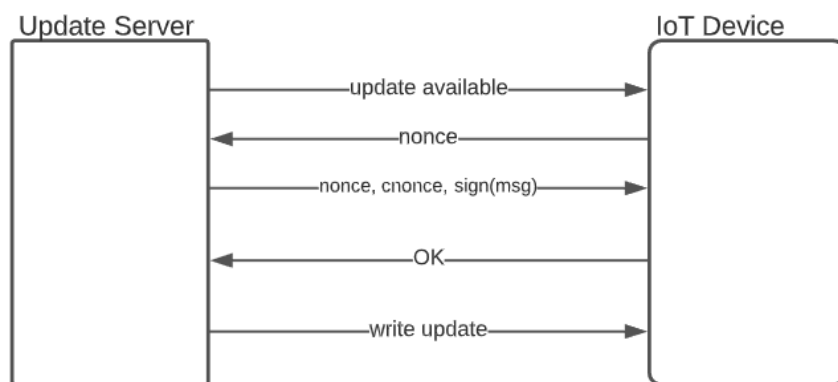 Update Server
IoT Device
update available
nonce
nonce, cnonce, sign(msg)
OK
write update